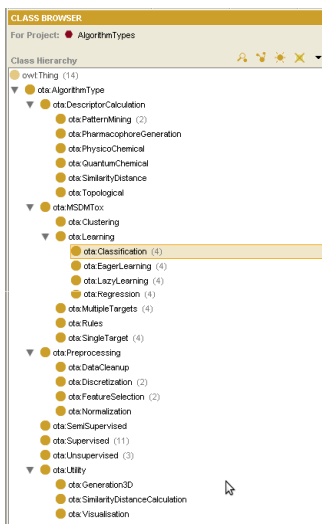 CLASS BROWSER
For Project: AlgorithmTypes
Class Hierarchy
owl:Thing (14)
ota:AlgorithmType
ota:DescriptorCalculation
ota:PatternMining (2)
ota:PharmacophoreGeneration
ota:PhysicoChemical
ota:QuantumChemical
ota:SimilarityDistance
ota:Topological
ota:MSDMTox
ota:Clustering
ota:Learning
ota:Classification (4)
ota:EagerLearning (4)
ota:LazyLearning (4)
ota:Regression (4)
ota:MultipleTargets (4)
ota:Rules
ota:SingleTarget (4)
ota:Preprocessing
ota:DataCleanup
ota:Discretization (2)
ota:FeatureSelection (2)
ota:Normalization
ota:SemiSupervised
ota:Supervised (11)
ota:Unsupervised (3)
ota:Utility
ota:Generation3D
ota:SimilarityDistanceCalculation
ota:Visualisation